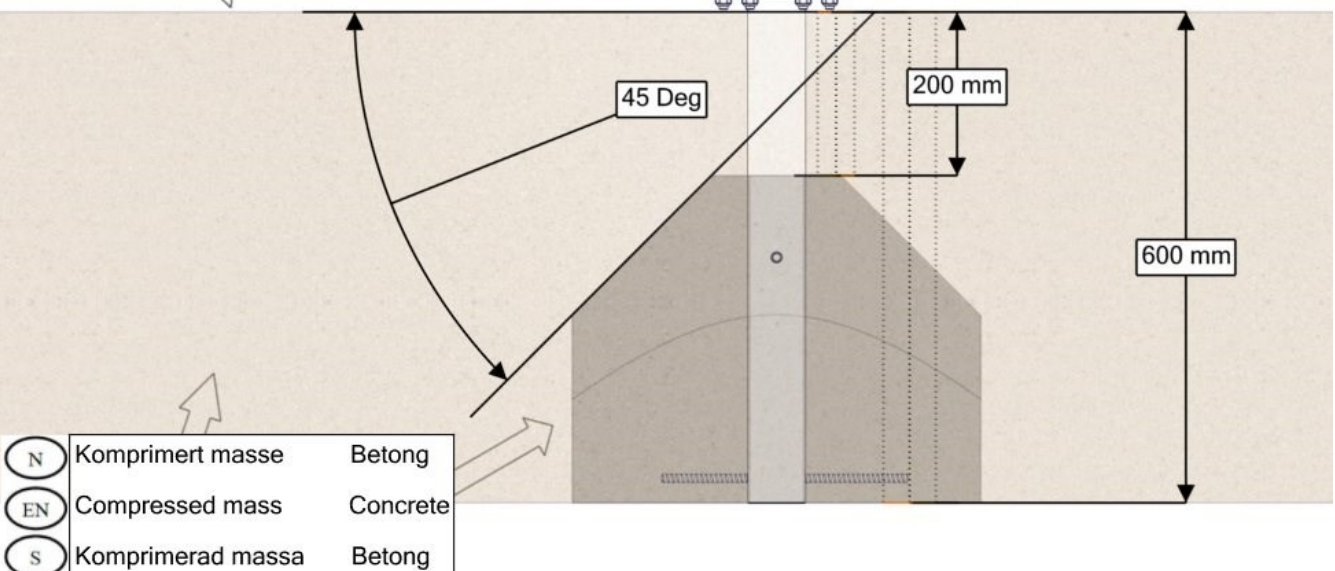 45 Deg
200 mm
600 mm
N Komprimert masse Betong
EN Compressed mass Concrete
S Komprimerad massa Betong